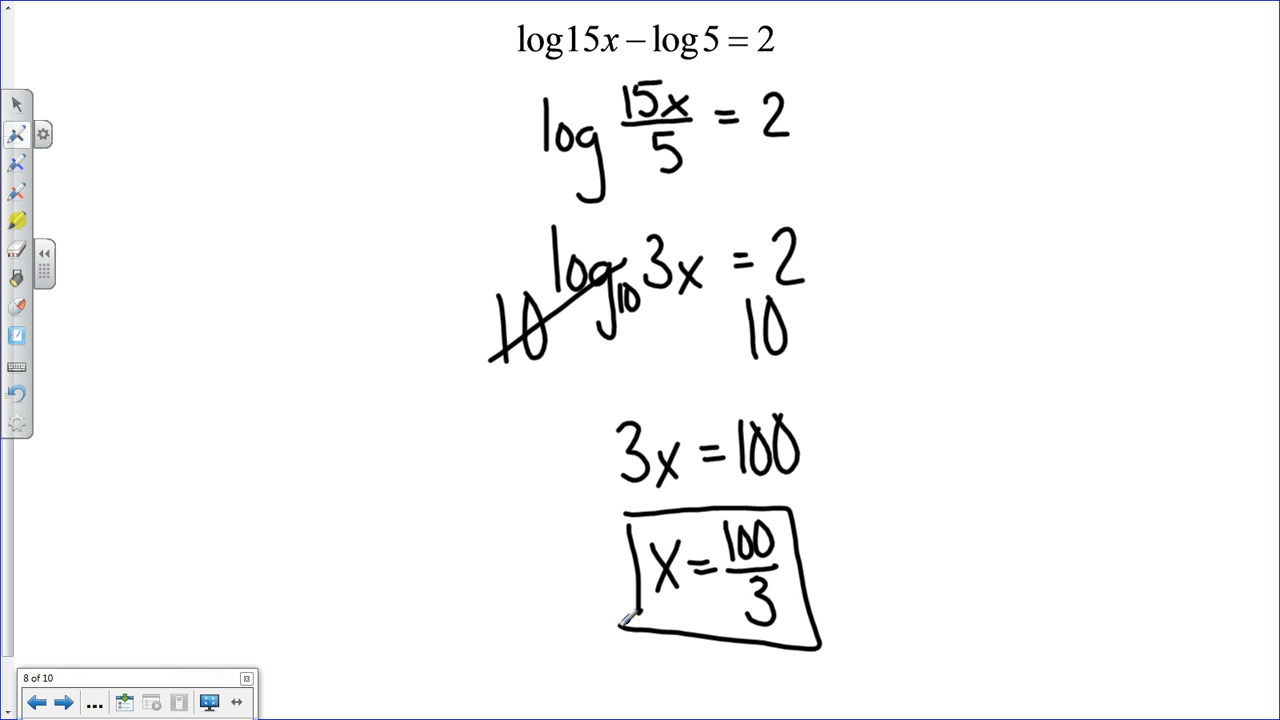 log15x − log5 = 2
log 15x/5 = 2
log₁₀ 3x = 2
10 10
3x = 100
x = 100/3
8 of 10